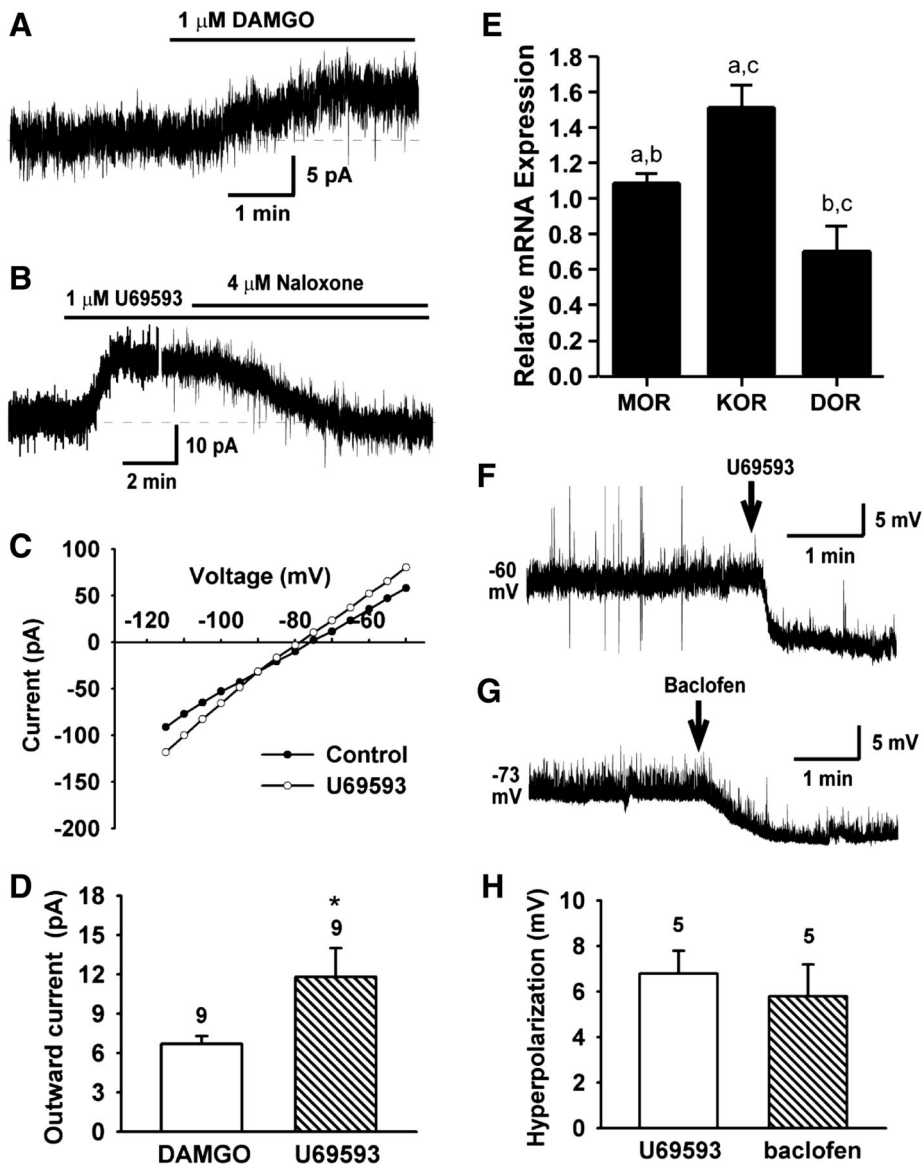 A
1 μM DAMGO
5 pA
1 min
B
1 μM U69593
4 μM Naloxone
10 pA
2 min
C
100
50
0
-50
-100
-150
-200
Current (pA)
Voltage (mV)
-120
-100
-80
-60
Control
U69593
D
18
15
12
9
6
3
0
Outward current (pA)
9
*
9
DAMGO
U69593
E
1.8
1.6
1.4
1.2
1.0
0.8
0.6
0.4
0.2
0.0
Relative mRNA Expression
a,b
a,c
b,c
MOR
KOR
DOR
F
U69593
5 mV
1 min
-60
mV
G
Baclofen
5 mV
1 min
-73
mV
H
10
8
6
4
2
0
Hyperpolarization (mV)
5
5
U69593
baclofen